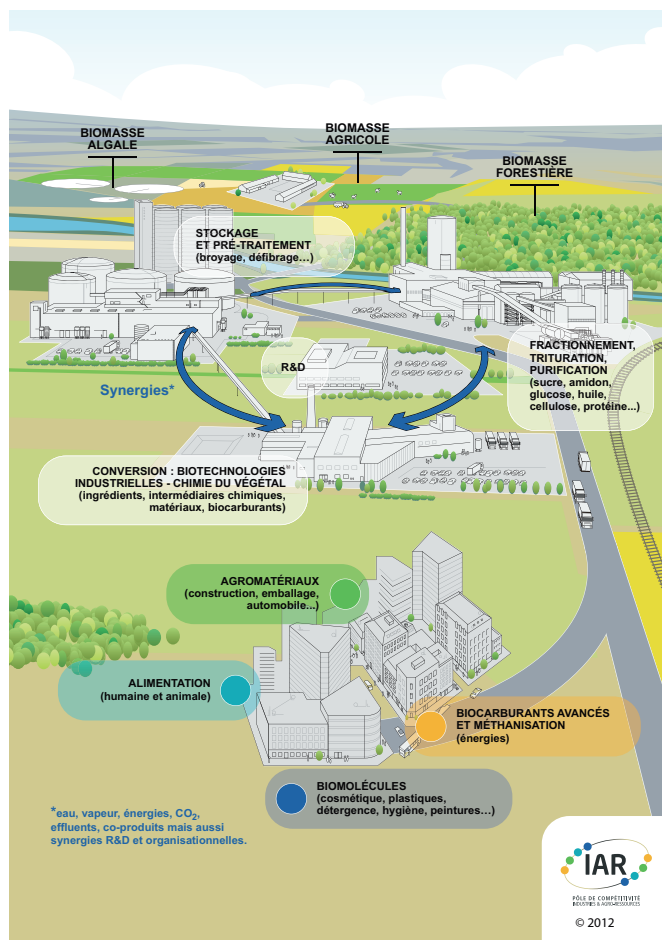 BIOMASSE
ALGALE
BIOMASSE
AGRICOLE
BIOMASSE
FORESTIÈRE
STOCKAGE
ET PRÉ-TRAITEMENT
(broyage, défibrage…)
R&D
FRACTIONNEMENT,
TRITURATION,
PURIFICATION
(sucre, amidon,
glucose, huile,
cellulose, protéine...)
Synergies*
CONVERSION : BIOTECHNOLOGIES
INDUSTRIELLES - CHIMIE DU VÉGÉTAL
(ingrédients, intermédiaires chimiques,
matériaux, biocarburants)
AGROMATÉRIAUX
(construction, emballage,
automobile...)
ALIMENTATION
(humaine et animale)
BIOCARBURANTS AVANCÉS
ET MÉTHANISATION
(énergies)
BIOMOLÉCULES
(cosmétique, plastiques,
détergence, hygiène, peintures…)
*eau, vapeur, énergies, CO₂,
effluents, co-produits mais aussi
synergies R&D et organisationnelles.
IAR
PÔLE DE COMPÉTITIVITÉ
INDUSTRIES & AGRO-RESSOURCES
© 2012